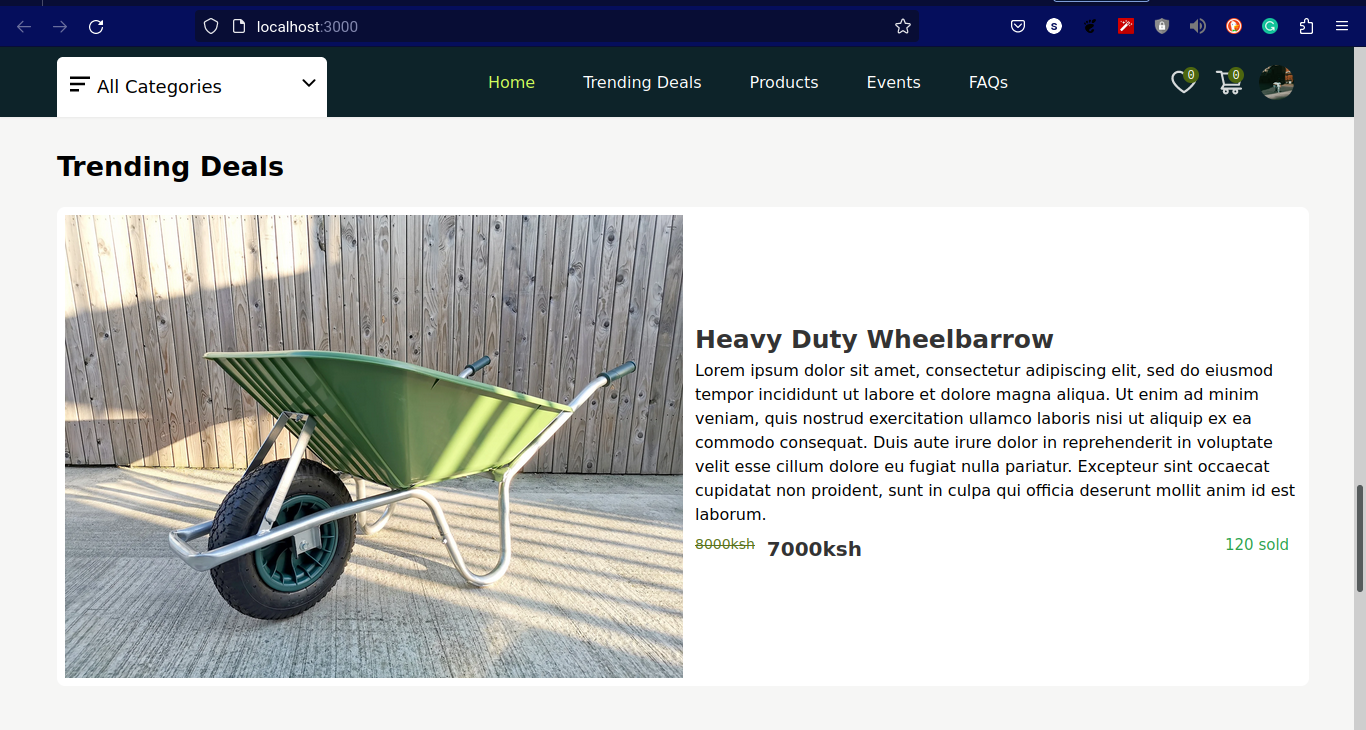 localhost:3000
S
All Categories
Home
Trending Deals
Products
Events
FAQs
0
0
Trending Deals
Heavy Duty Wheelbarrow
Lorem ipsum dolor sit amet, consectetur adipiscing elit, sed do eiusmod
tempor incididunt ut labore et dolore magna aliqua. Ut enim ad minim
veniam, quis nostrud exercitation ullamco laboris nisi ut aliquip ex ea
commodo consequat. Duis aute irure dolor in reprehenderit in voluptate
velit esse cillum dolore eu fugiat nulla pariatur. Excepteur sint occaecat
cupidatat non proident, sunt in culpa qui officia deserunt mollit anim id est
laborum.
8000ksh 7000ksh 120 sold